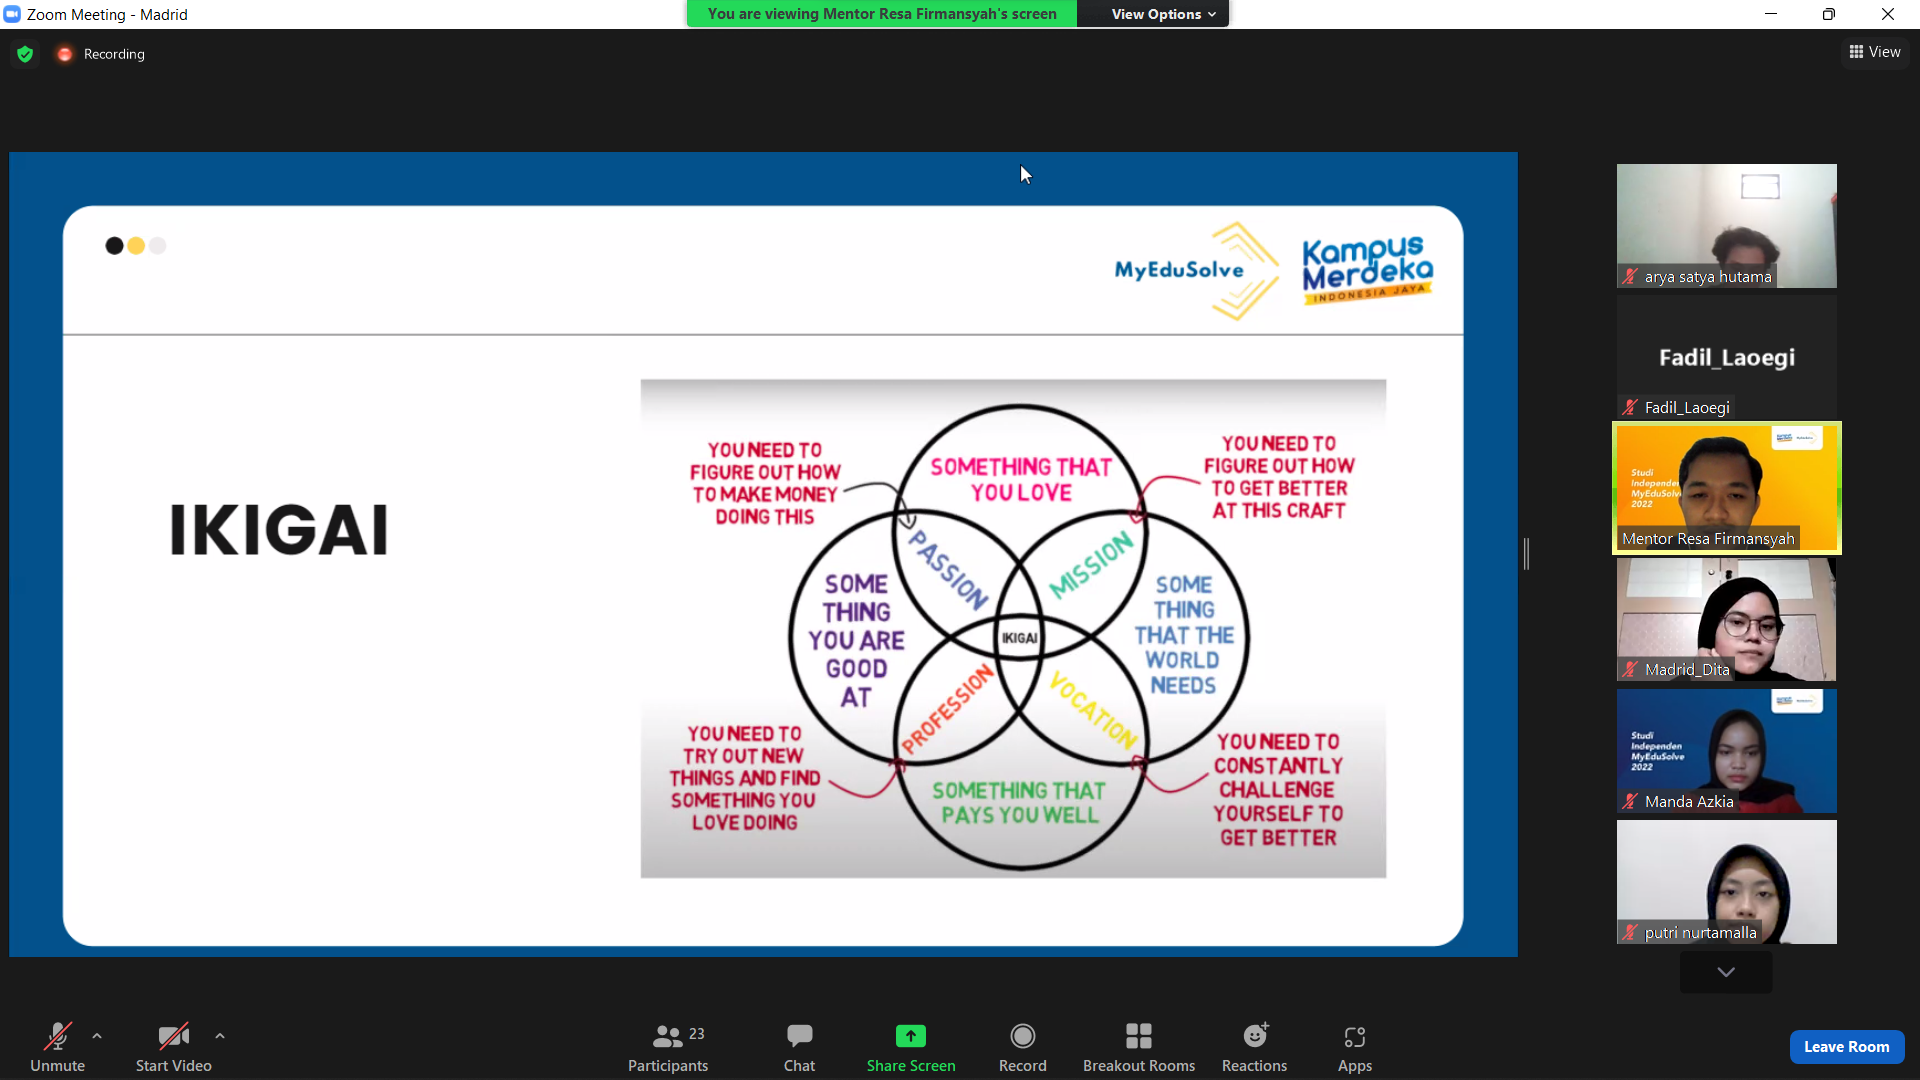 Zoom Meeting - Madrid
You are viewing Mentor Resa Firmansyah's screen
View Options
Recording
View
MyEduSolve
Kampus
Merdeka
INDONESIA JAYA
IKIGAI
YOU NEED TO
FIGURE OUT HOW
TO MAKE MONEY
DOING THIS
SOMETHING THAT
YOU LOVE
YOU NEED TO
FIGURE OUT HOW
TO GET BETTER
AT THIS CRAFT
PASSION
MISSION
SOME
THING
YOU ARE
GOOD
AT
IKIGAI
SOME
THING
THAT THE
WORLD
NEEDS
PROFESSION
VOCATION
YOU NEED TO
TRY OUT NEW
THINGS AND FIND
SOMETHING YOU
LOVE DOING
SOMETHING THAT
PAYS YOU WELL
YOU NEED TO
CONSTANTLY
CHALLENGE
YOURSELF TO
GET BETTER
arya satya hutama
Fadil_Laoegi
Fadil_Laoegi
Studi
Independen
MyEduSolve
2022
Mentor Resa Firmansyah
Madrid_Dita
Studi
Independen
MyEduSolve
2022
Manda Azkia
putri nurtamalla
Unmute
Start Video
23
Participants
Chat
Share Screen
Record
Breakout Rooms
Reactions
Apps
Leave Room